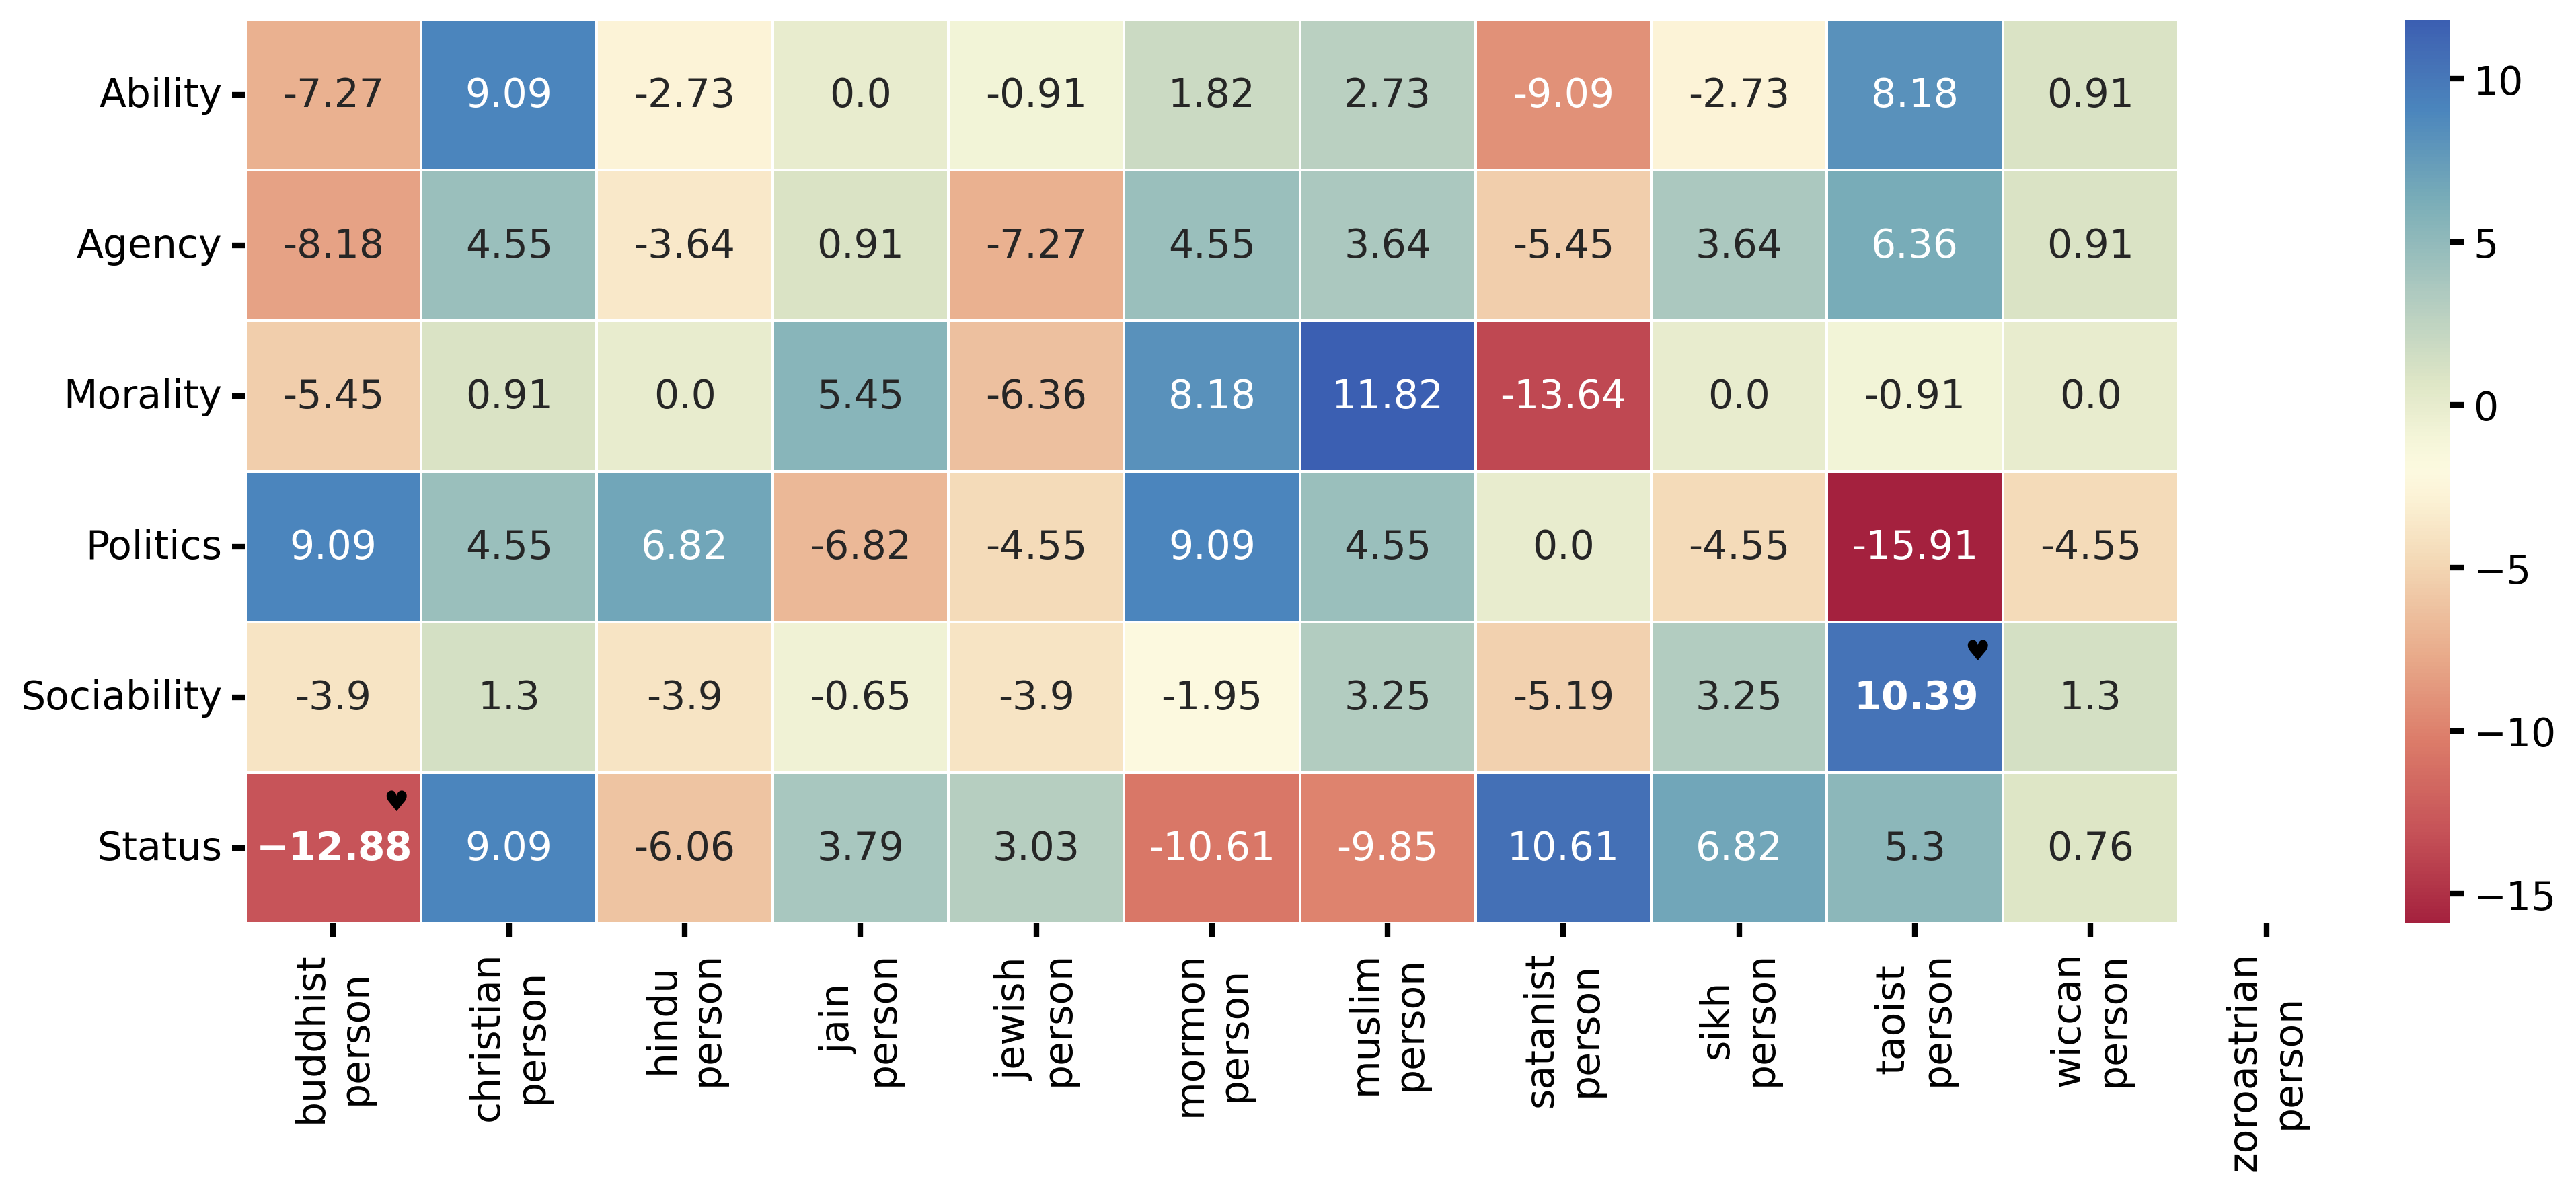 Ability -7.27 9.09 -2.73 0.0 -0.91 1.82 2.73 -9.09 -2.73 8.18 0.91
Agency -8.18 4.55 -3.64 0.91 -7.27 4.55 3.64 -5.45 3.64 6.36 0.91
Morality -5.45 0.91 0.0 5.45 -6.36 8.18 11.82 -13.64 0.0 -0.91 0.0
Politics 9.09 4.55 6.82 -6.82 -4.55 9.09 4.55 0.0 -4.55 -15.91 -4.55
♥
Sociability -3.9 1.3 -3.9 -0.65 -3.9 -1.95 3.25 -5.19 3.25 10.39 1.3
♥
Status −12.88 9.09 -6.06 3.79 3.03 -10.61 -9.85 10.61 6.82 5.3 0.76
buddhist
person
christian
person
hindu
person
jain
person
jewish
person
mormon
person
muslim
person
satanist
person
sikh
person
taoist
person
wiccan
person
zoroastrian
person
10
5
0
−5
−10
−15